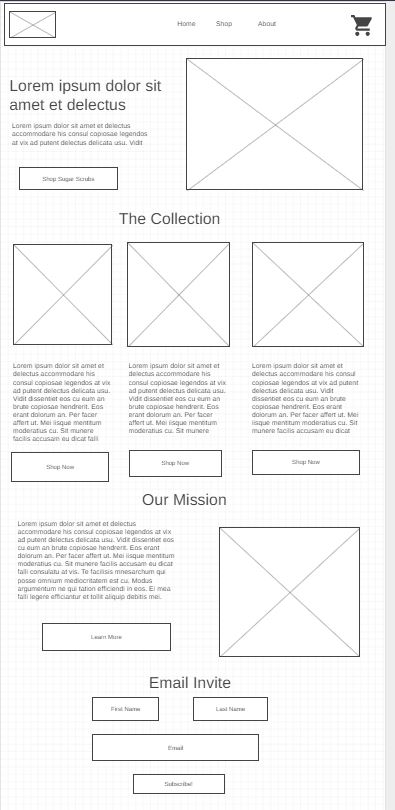 Home Shop About
Lorem ipsum dolor sit
amet et delectus
Lorem ipsum dolor sit amet et delectus
accommodare his consul copiosae legendos
at vix ad putent delectus usu. Vidit
Shop Sugar Scrubs
The Collection
Lorem ipsum dolor sit amet et
delectus accommodare his
consul copiosae legendos at vix
ad putent delicata usu.
Vidit dissentiet eos cu eum an
brute copiosae hendrerit. Eos
erant dolorum an. Per facer
affert ut. Mei iisque mentitum
moderatius cu. Sit munere
facilis accusam eu dicat falli
Shop Now
Lorem ipsum dolor sit amet et
delectus accommodare his
consul copiosae legendos at vix
ad putent delectus usu.
Vidit dissentiet eos cu eum an
brute copiosae hendrerit. Eos
erant dolorum an. Per facer
affert ut. Mei iisque mentitum
moderatius cu. Sit munere
Shop Now
Lorem ipsum dolor sit amet et
delectus accommodare his consul
copiosae legendos at vix ad putent
delectus usu. Vidit
dissentiet eos cu eum an brute
copiosae hendrerit. Eos erant
dolorum an. Per facer affert ut. Mei
iisque mentitum moderatius cu. Sit
munere facilis accusam eu dicat
Shop Now
Our Mission
Lorem ipsum dolor sit amet et delectus
accommodare his consul copiosae legendos at vix
ad putent delectus usu. Vidit dissentiet eos
cu eum an brute copiosae hendrerit. Eos erant
dolorum an. Per facer affert ut. Mei iisque mentitum
moderatius cu. Sit munere facilis accusam eu dicat
falli consulatu at vis. Te facilisis mnesarchum qui
posse omnium mediocritatem est cu. Modus
argumentum ne qui tation efficiendi in eos. Ei mea
falli legere efficiantur et tollit aliquip debitis mei.
Learn More
Email Invite
First Name Last Name
Email
Subscribe!